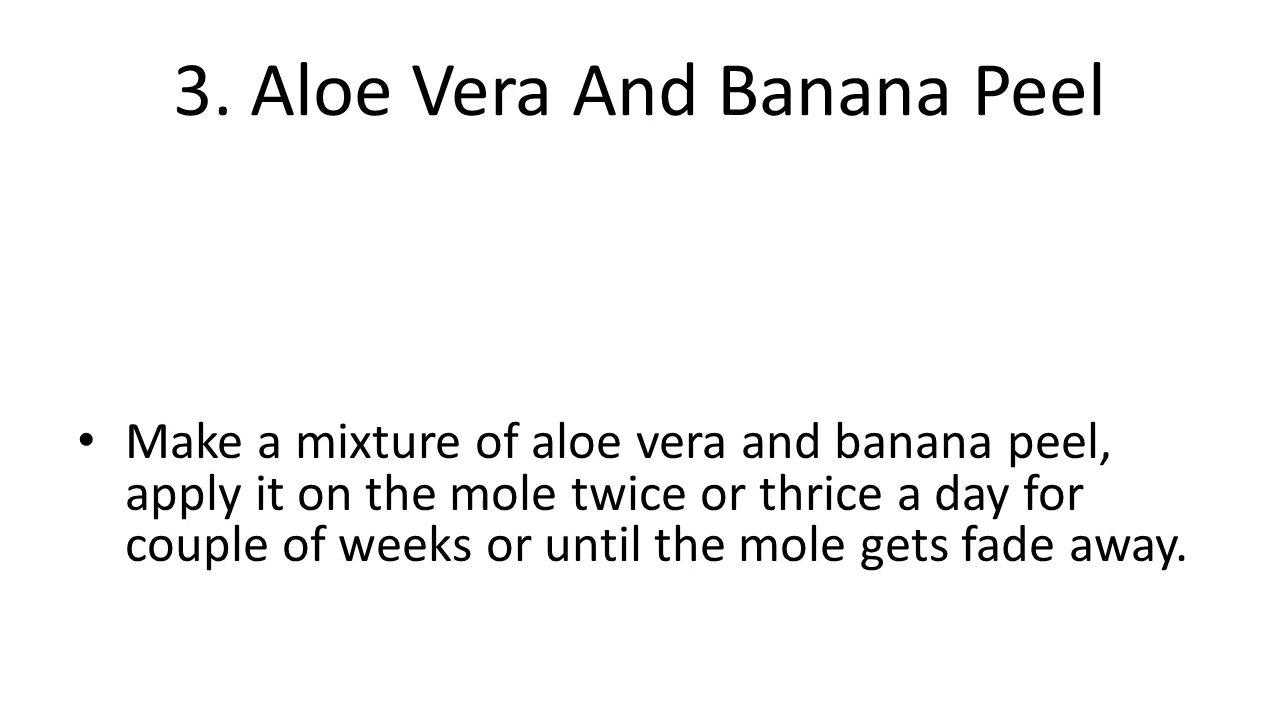 3. Aloe Vera And Banana Peel
• Make a mixture of aloe vera and banana peel,
apply it on the mole twice or thrice a day for
couple of weeks or until the mole gets fade away.